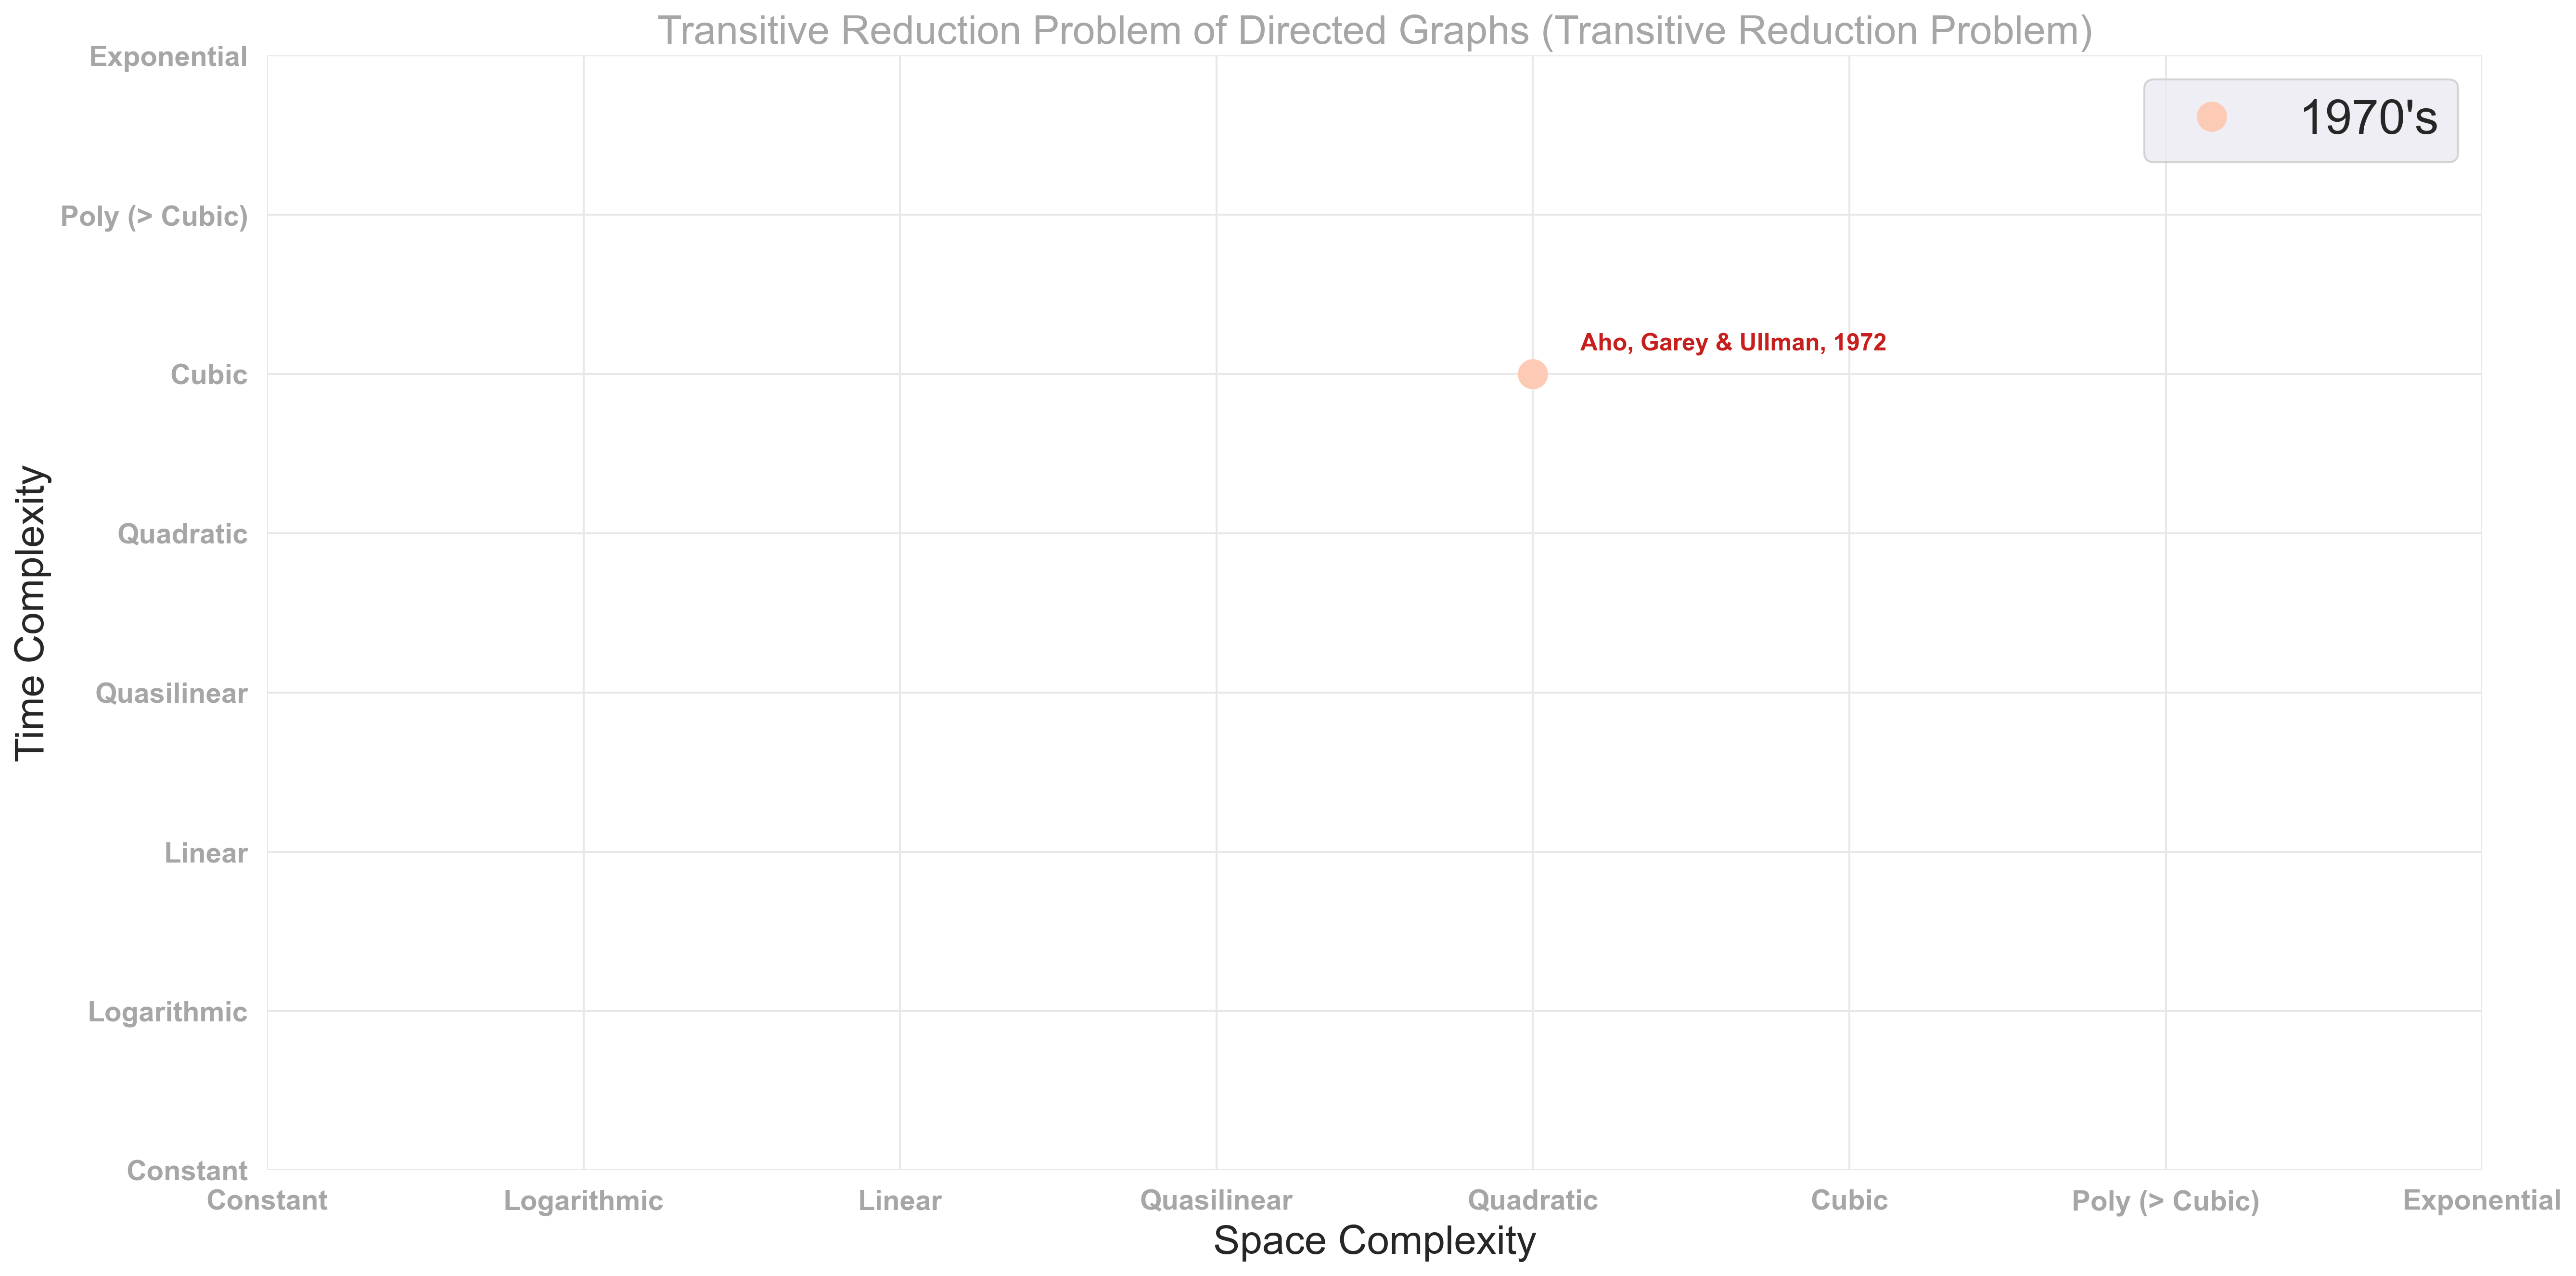 Transitive Reduction Problem of Directed Graphs (Transitive Reduction Problem)
Exponential
1970's
Poly (> Cubic)
Aho, Garey & Ullman, 1972
Cubic
Quadratic
Time Complexity
Quasilinear
Linear
Logarithmic
Constant
Constant Logarithmic Linear Quasilinear Quadratic Cubic Poly (> Cubic) Exponential
Space Complexity